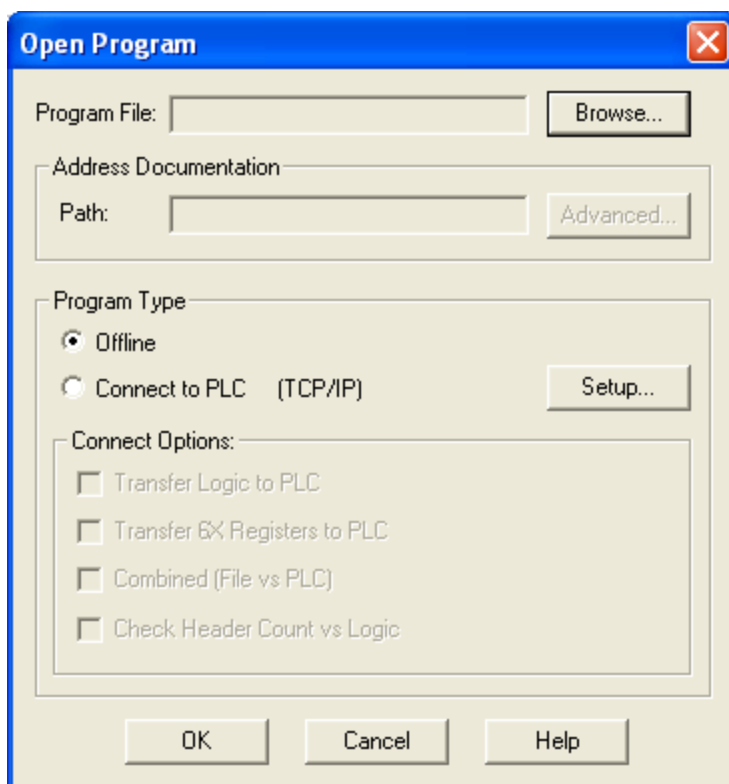 Open Program
Program File: Browse...
Address Documentation
Path: Advanced...
Program Type
Offline
Connect to PLC (TCP/IP) Setup...
Connect Options:
Transfer Logic to PLC
Transfer 6X Registers to PLC
Combined (File vs PLC)
Check Header Count vs Logic
OK Cancel Help